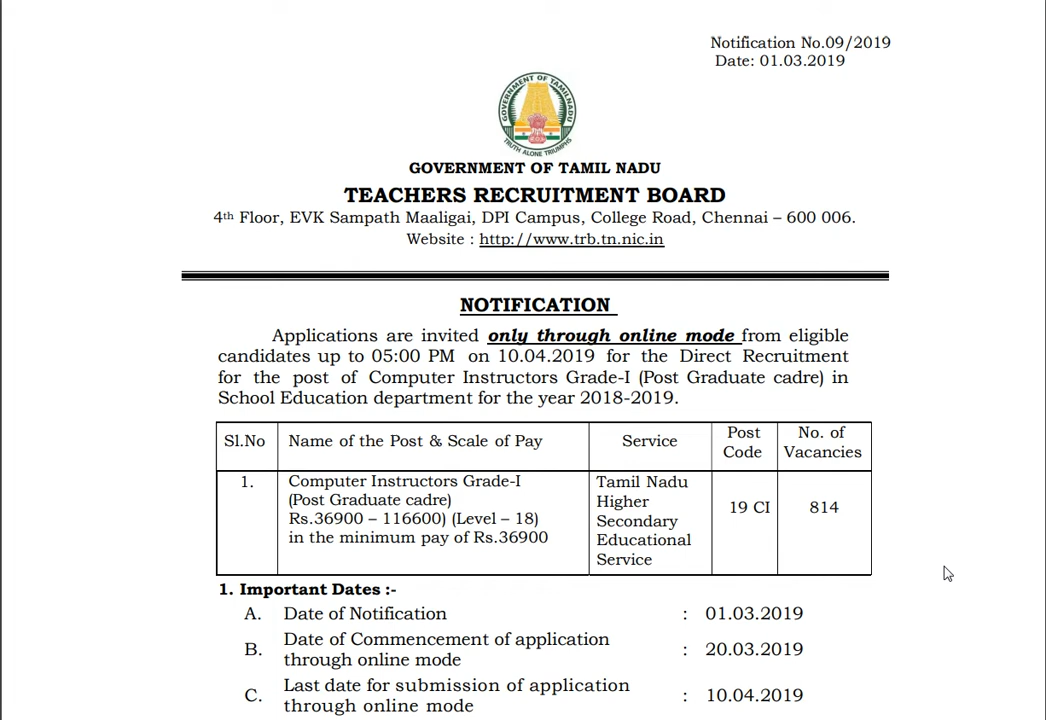 Notification No.09/2019
Date: 01.03.2019
GOVERNMENT OF TAMILNADU
TRUTH ALONE TRIUMPHS
GOVERNMENT OF TAMIL NADU
TEACHERS RECRUITMENT BOARD
4th Floor, EVK Sampath Maaligai, DPI Campus, College Road, Chennai – 600 006.
Website : http://www.trb.tn.nic.in
NOTIFICATION
Applications are invited only through online mode from eligible
candidates up to 05:00 PM on 10.04.2019 for the Direct Recruitment
for the post of Computer Instructors Grade-I (Post Graduate cadre) in
School Education department for the year 2018-2019.
Sl.No Name of the Post & Scale of Pay Service Post Code No. of Vacancies
1. Computer Instructors Grade-I
(Post Graduate cadre)
Rs.36900 – 116600) (Level – 18)
in the minimum pay of Rs.36900
Tamil Nadu
Higher
Secondary
Educational
Service
19 CI
814
1. Important Dates :-
A. Date of Notification : 01.03.2019
B. Date of Commencement of application
through online mode : 20.03.2019
C. Last date for submission of application
through online mode : 10.04.2019